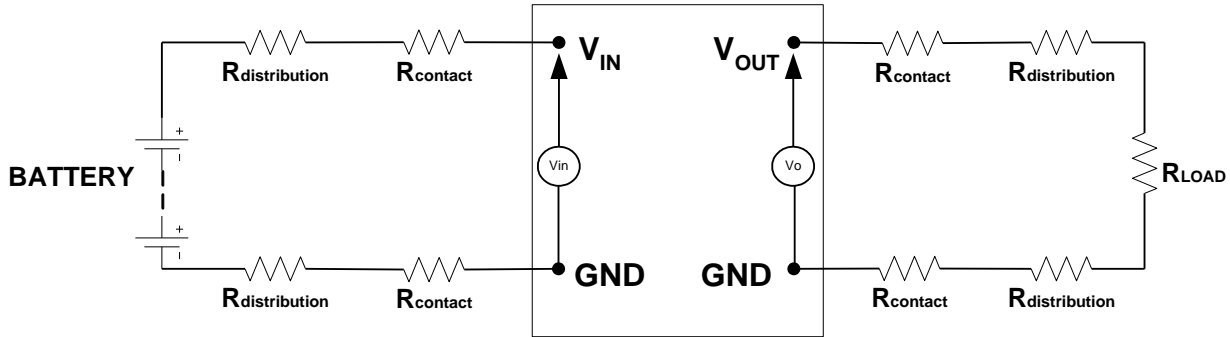 VIN
VOUT
Rdistribution
Rcontact
Rcontact
Rdistribution
+
-
BATTERY
Vin
Vo
RLOAD
+
-
GND
GND
Rdistribution
Rcontact
Rcontact
Rdistribution